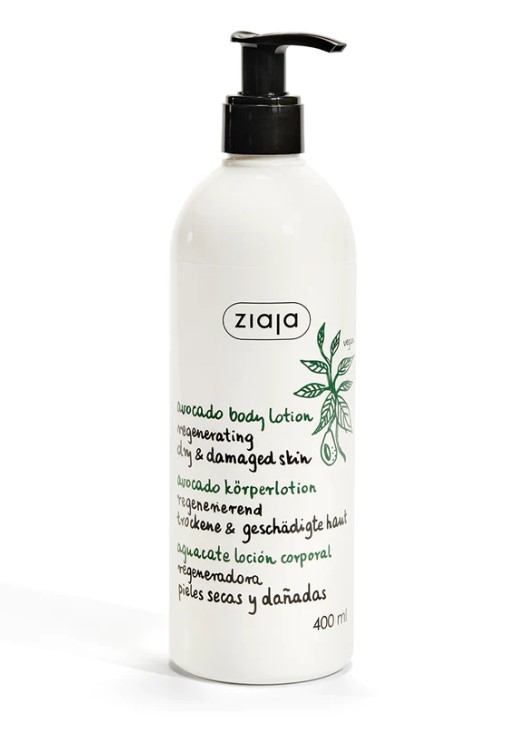 ziaja
vegan
avocado body lotion
regenerating
dry & damaged skin
avocado körperlotion
regenerierend
trockene & geschädigte haut
aguacate loción corporal
regeneradora
pieles secas y dañadas
400 ml